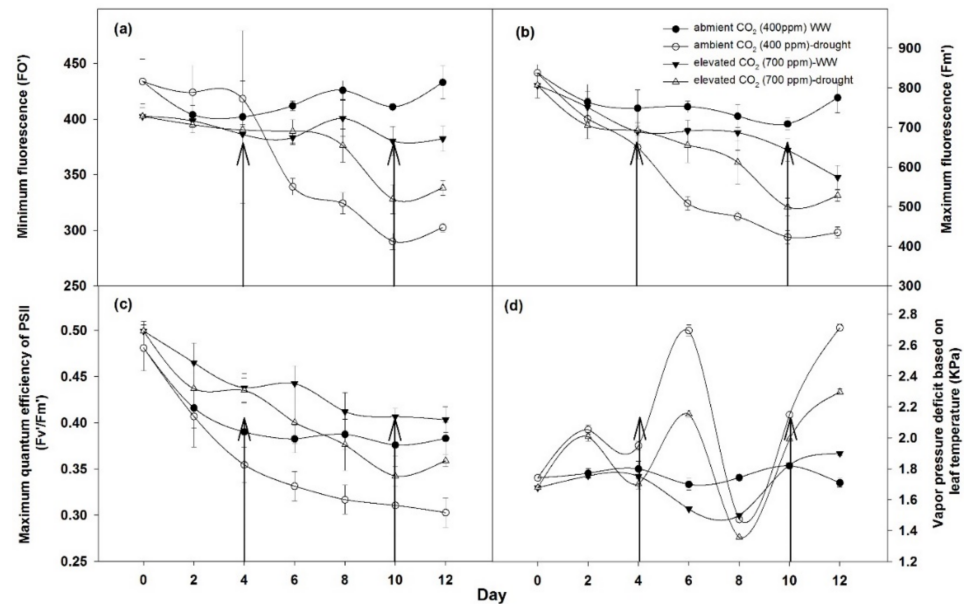 (a)
Minimum fluorescence (FO')
450
400
350
300
250
(b)
abmient CO₂ (400ppm) WW
ambient CO₂ (400 ppm)-drought
elevated CO₂ (700 ppm)-WW
elevated CO₂ (700 ppm)-drought
900
800
700
600
500
400
300
Maximum fluorescence (Fm')
(c)
Maximum quantum efficiency of PSII
(Fv'/Fm')
0.50
0.45
0.40
0.35
0.30
0.25
0 2 4 6 8 10 12
(d)
2.8
2.6
2.4
2.2
2.0
1.8
1.6
1.4
1.2
Vapor pressure deficit based on
leaf temperature (KPa)
0 2 4 6 8 10 12
Day